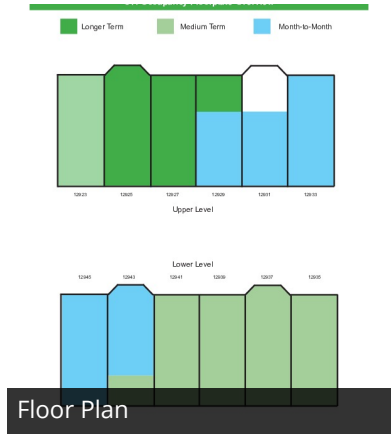 Longer Term Medium Term Month-to-Month
12923 12925 12927 12929 12931 12933
Upper Level
Lower Level
12945 12943 12941 12939 12937 12935
Floor Plan